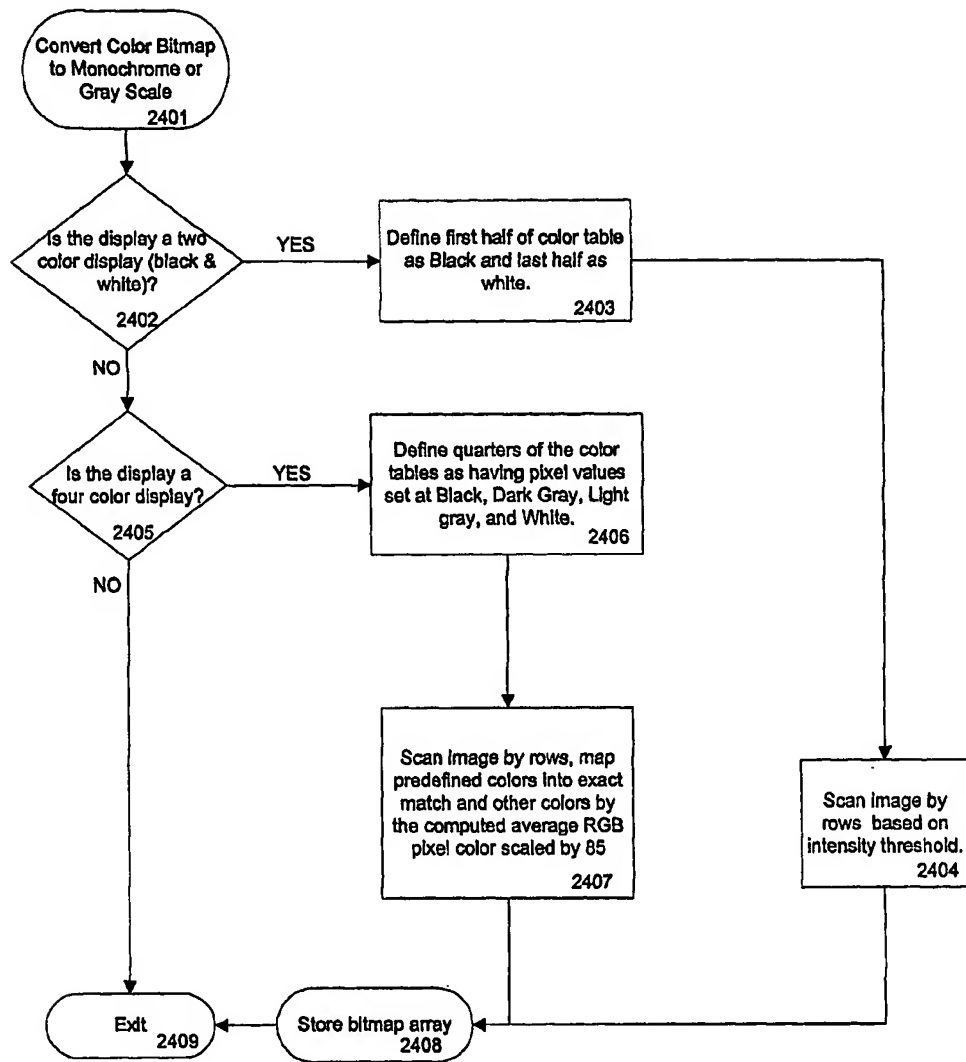 Convert Color Bitmap
to Monochrome or
Gray Scale
2401
Is the display a two
color display (black &
white)?
2402
YES
Define first half of color table
as Black and last half as
white.
2403
NO
Is the display a
four color display?
2405
YES
Define quarters of the color
tables as having pixel values
set at Black, Dark Gray, Light
gray, and White.
2406
NO
Scan image by rows, map
predefined colors into exact
match and other colors by
the computed average RGB
pixel color scaled by 85
2407
Scan image by
rows based on
intensity threshold.
2404
Exit
2409
Store bitmap array
2408